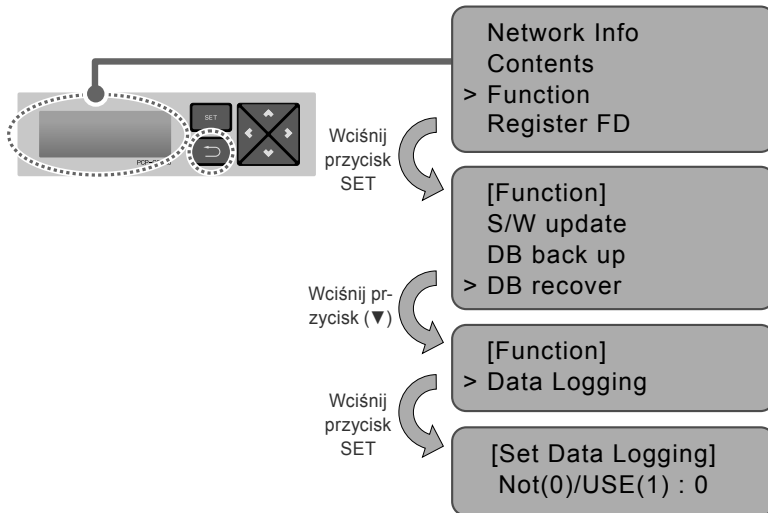 Network Info
Contents
> Function
Register FD
SET
Wciśnij
przycisk
SET
[Function]
S/W update
DB back up
> DB recover
Wciśnij pr-
zycisk (▼)
[Function]
> Data Logging
Wciśnij
przycisk
SET
[Set Data Logging]
Not(0)/USE(1) : 0